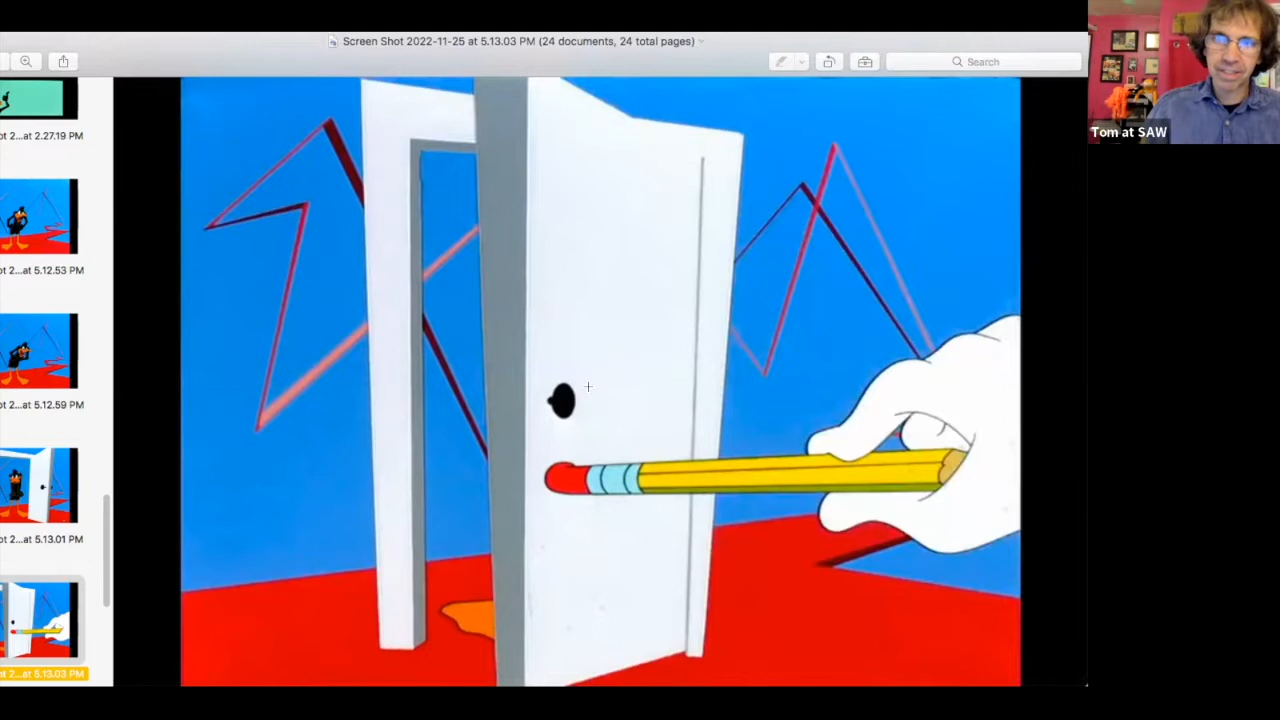 Screen Shot 2022-11-25 at 5.13.03 PM (24 documents, 24 total pages)
Search
Tom at SAW
ot 2...at 2.27.19 PM
ot 2...at 5.12.53 PM
ot 2...at 5.12.59 PM
ot 2...at 5.13.01 PM
ot 2...at 5.13.03 PM